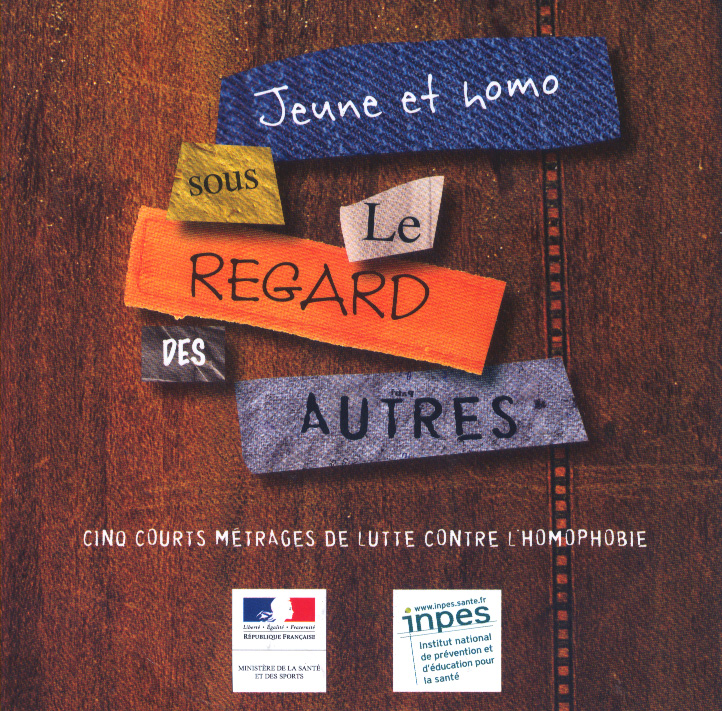 Jeune et homo
sous
Le
REGARD
DES
AUTRES
CINQ COURTS MÉTRAGES DE LUTTE CONTRE L'HOMOPHOBIE
Liberté • Égalité • Fraternité
RÉPUBLIQUE FRANÇAISE
MINISTÈRE DE LA SANTÉ
ET DES SPORTS
www.inpes.sante.fr
inpes
Institut national
de prévention et
d'éducation pour
la santé